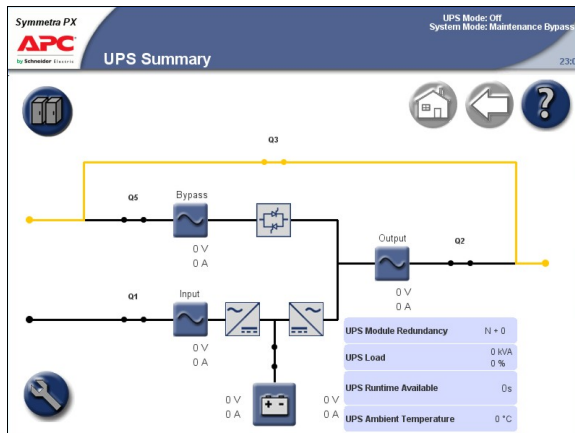 Symmetra PX
APC
by Schneider Electric
UPS Summary
UPS Mode: Off
System Mode: Maintenance Bypass
23:0
Q3
Q5
Bypass
0 V
0 A
Output
Q2
0 V
0 A
Q1
Input
0 V
0 A
0 V
0 A
0 V
0 A
UPS Module Redundancy N + 0
UPS Load 0 kVA
0 %
UPS Runtime Available 0s
UPS Ambient Temperature 0 °C